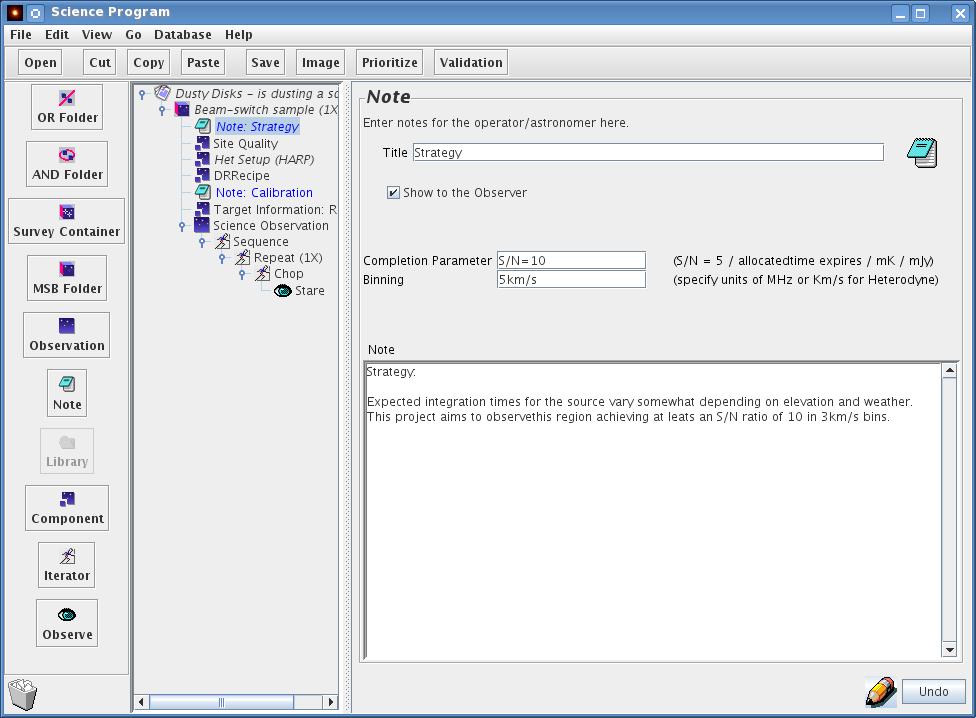 Science Program
File Edit View Go Database Help
Open Cut Copy Paste Save Image Prioritize Validation
OR Folder
AND Folder
Survey Container
MSB Folder
Observation
Note
Library
Component
Iterator
Observe
Dusty Disks - is dusting a sc
Beam-switch sample (1X
Note: Strategy
Site Quality
Het Setup (HARP)
DRRecipe
Note: Calibration
Target Information: R
Science Observation
Sequence
Repeat (1X)
Chop
Stare
Note
Enter notes for the operator/astronomer here.
Title Strategy
Show to the Observer
Completion Parameter S/N=10 (S/N = 5 / allocatedtime expires / mK / mJy)
Binning 5km/s (specify units of MHz or Km/s for Heterodyne)
Note
Strategy:
Expected integration times for the source vary somewhat depending on elevation and weather.
This project aims to observethis region achieving at leats an S/N ratio of 10 in 3km/s bins.
Undo